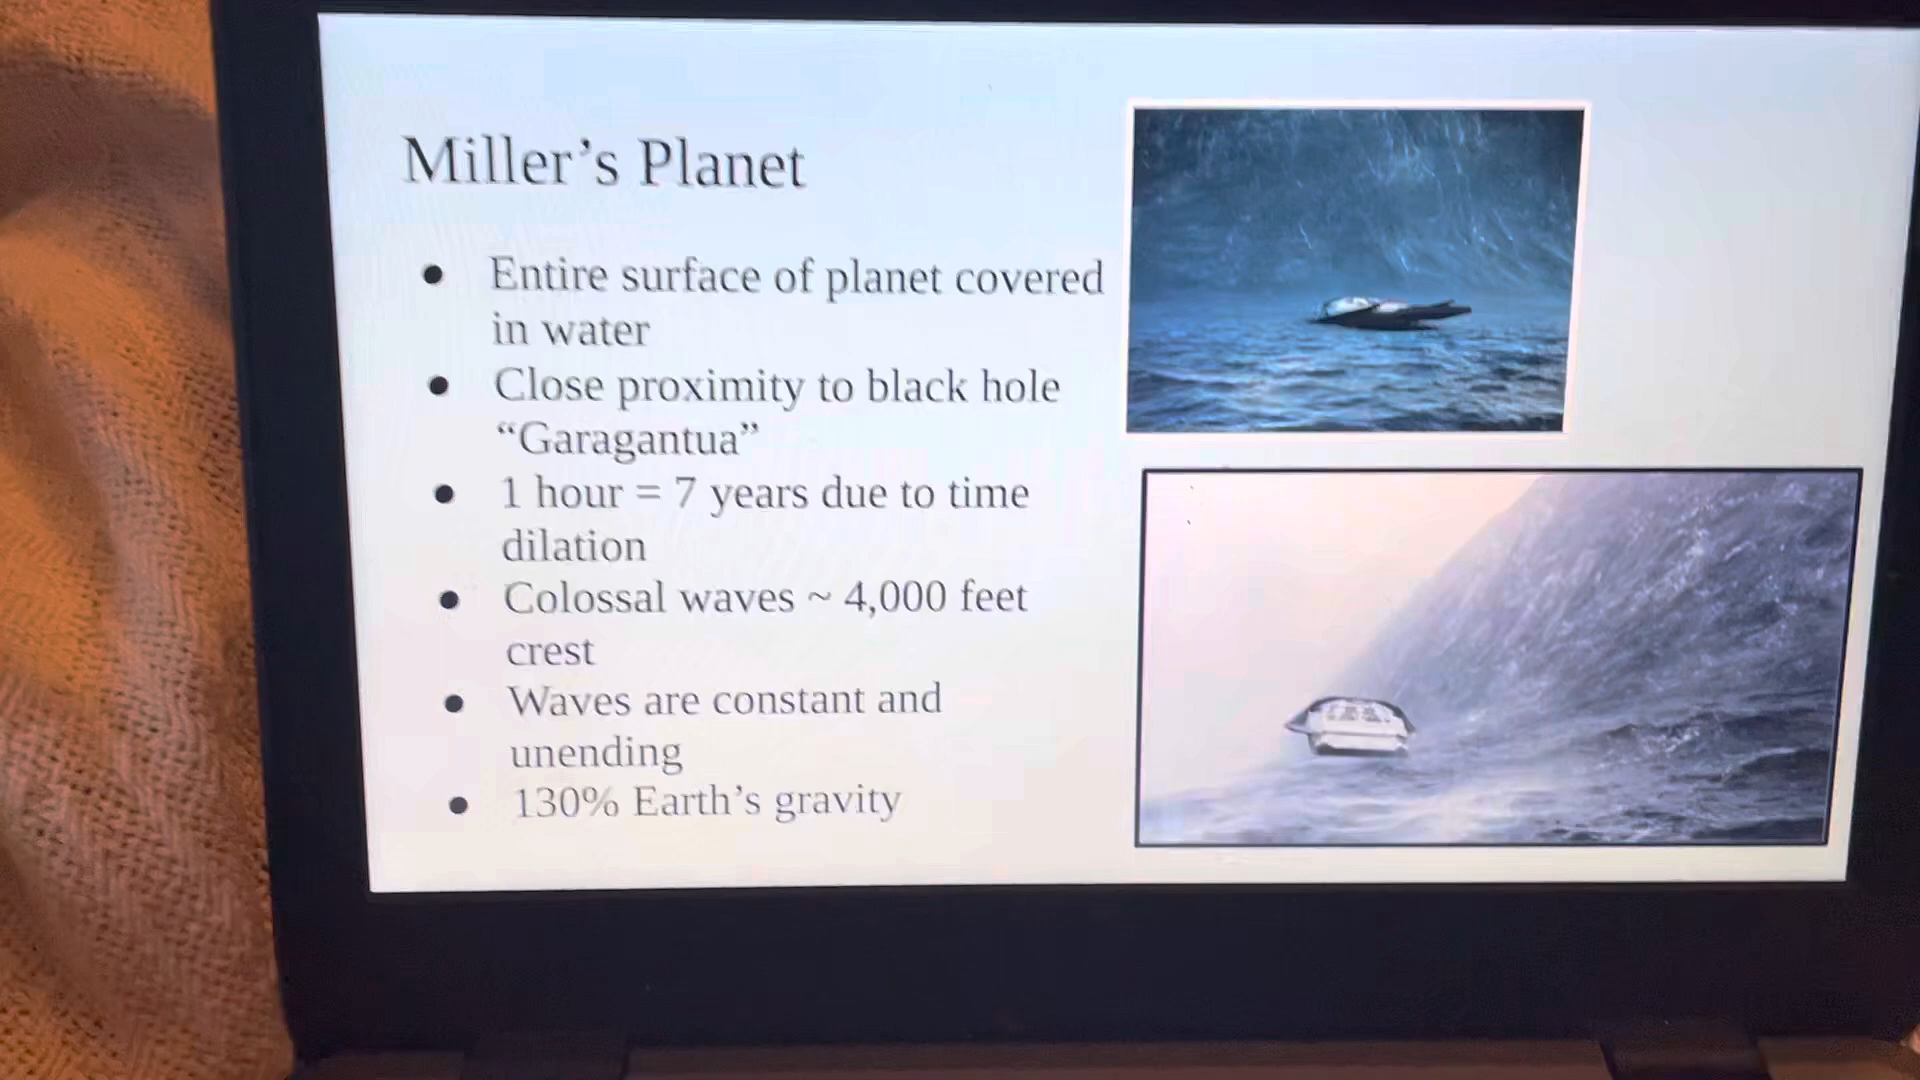 Miller’s Planet
● Entire surface of planet covered
in water
● Close proximity to black hole
“Garagantua”
● 1 hour = 7 years due to time
dilation
● Colossal waves ~ 4,000 feet
crest
● Waves are constant and
unending
● 130% Earth’s gravity